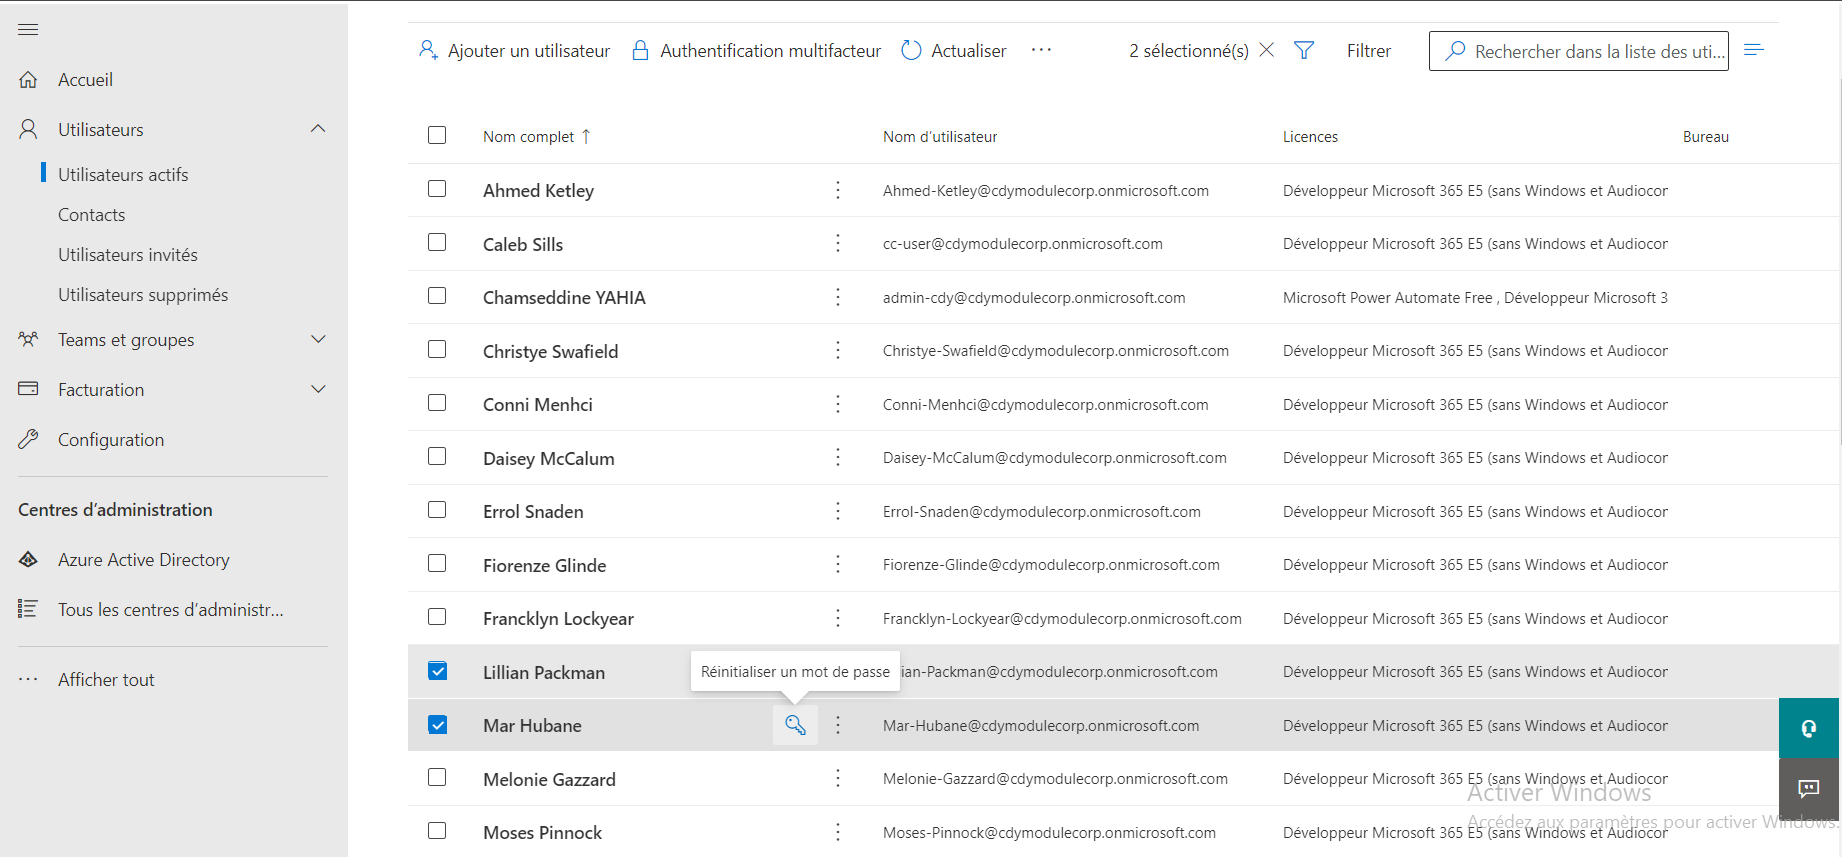 Ajouter un utilisateur Authentification multifacteur Actualiser ··· 2 sélectionné(s) Filtrer Rechercher dans la liste des uti...
Accueil
Utilisateurs
Utilisateurs actifs
Contacts
Utilisateurs invités
Utilisateurs supprimés
Teams et groupes
Facturation
Configuration
Centres d'administration
Azure Active Directory
Tous les centres d'administr...
··· Afficher tout
Nom complet ↑ Nom d'utilisateur Licences Bureau
Ahmed Ketley Ahmed-Ketley@cdymodulecorp.onmicrosoft.com Développeur Microsoft 365 E5 (sans Windows et Audiocor
Caleb Sills cc-user@cdymodulecorp.onmicrosoft.com Développeur Microsoft 365 E5 (sans Windows et Audiocor
Chamseddine YAHIA admin-cdy@cdymodulecorp.onmicrosoft.com Microsoft Power Automate Free , Développeur Microsoft 3
Christye Swafield Christye-Swafield@cdymodulecorp.onmicrosoft.com Développeur Microsoft 365 E5 (sans Windows et Audiocor
Conni Menhci Conni-Menhci@cdymodulecorp.onmicrosoft.com Développeur Microsoft 365 E5 (sans Windows et Audiocor
Daisey McCalum Daisey-McCalum@cdymodulecorp.onmicrosoft.com Développeur Microsoft 365 E5 (sans Windows et Audiocor
Errol Snaden Errol-Snaden@cdymodulecorp.onmicrosoft.com Développeur Microsoft 365 E5 (sans Windows et Audiocor
Fiorenze Glinde Fiorenze-Glinde@cdymodulecorp.onmicrosoft.com Développeur Microsoft 365 E5 (sans Windows et Audiocor
Francklyn Lockyear Francklyn-Lockyear@cdymodulecorp.onmicrosoft.com Développeur Microsoft 365 E5 (sans Windows et Audiocor
Lillian Packman Réinitialiser un mot de passe ian-Packman@cdymodulecorp.onmicrosoft.com Développeur Microsoft 365 E5 (sans Windows et Audiocor
Mar Hubane Mar-Hubane@cdymodulecorp.onmicrosoft.com Développeur Microsoft 365 E5 (sans Windows et Audiocor
Melonie Gazzard Melonie-Gazzard@cdymodulecorp.onmicrosoft.com Développeur Microsoft 365 E5 (sans Windows et Audiocor
Activer Windows
Accédez aux paramètres pour activer Windows.
Moses Pinnock Moses-Pinnock@cdymodulecorp.onmicrosoft.com Développeur Microsoft 365 E5 (sans Windows et Audiocor